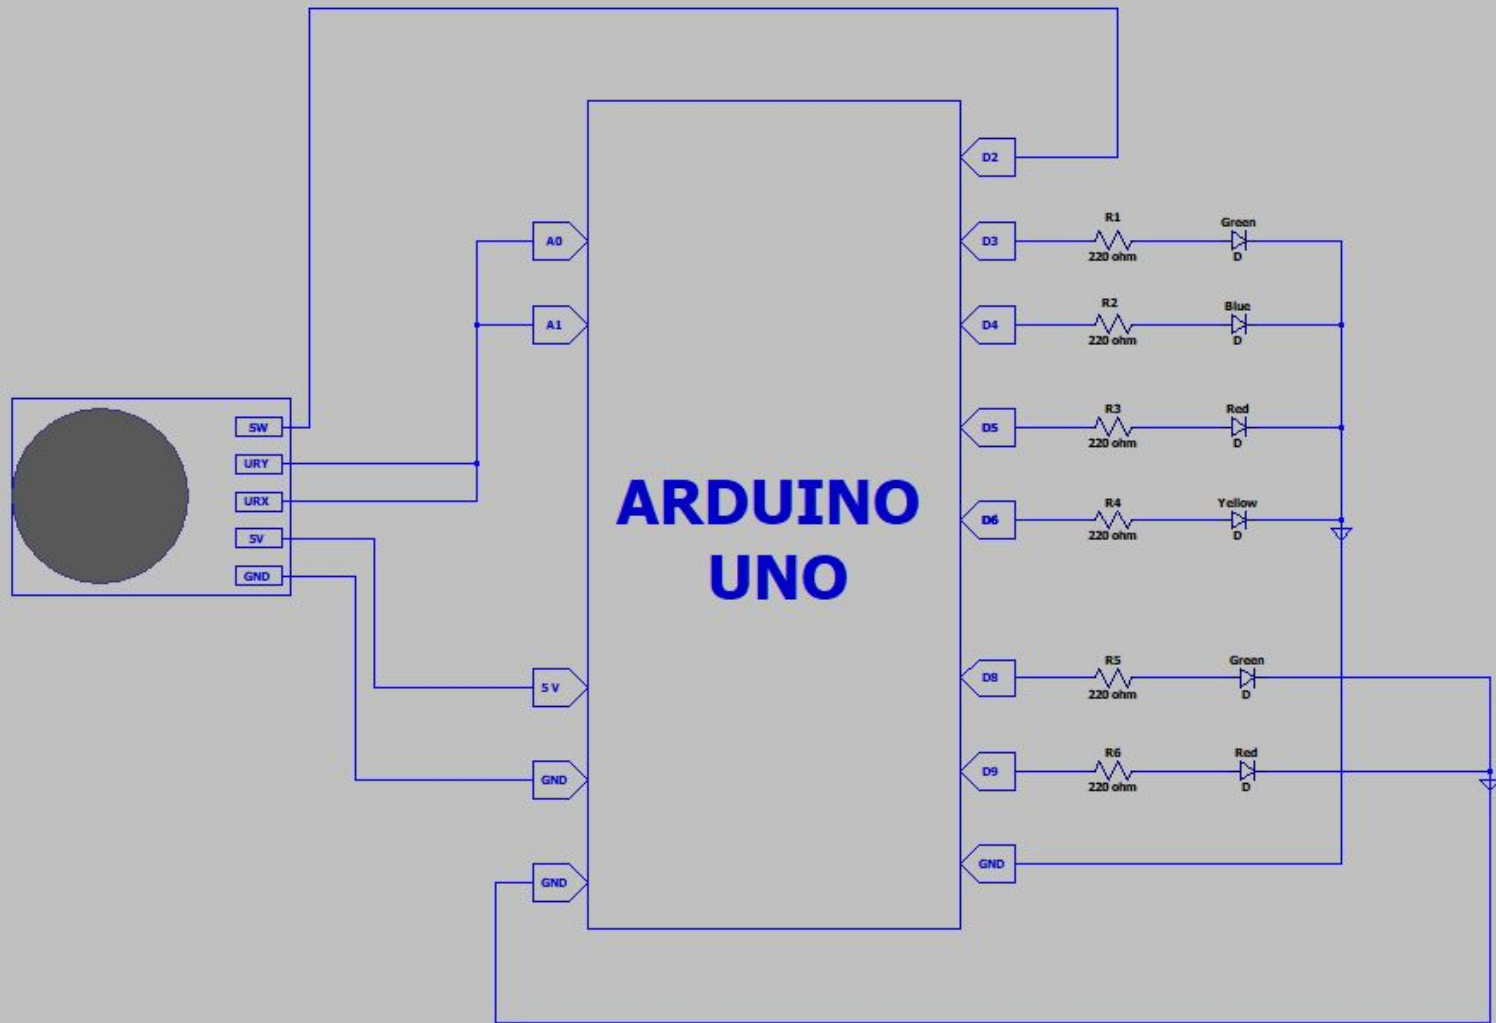 D2
A0
D3
R1
220 ohm
Green
D
A1
D4
R2
220 ohm
Blue
D
SW
URY
URX
5V
GND
D5
R3
220 ohm
Red
D
ARDUINO
UNO
D6
R4
220 ohm
Yellow
D
5 V
D8
R5
220 ohm
Green
D
GND
D9
R6
220 ohm
Red
D
GND
GND